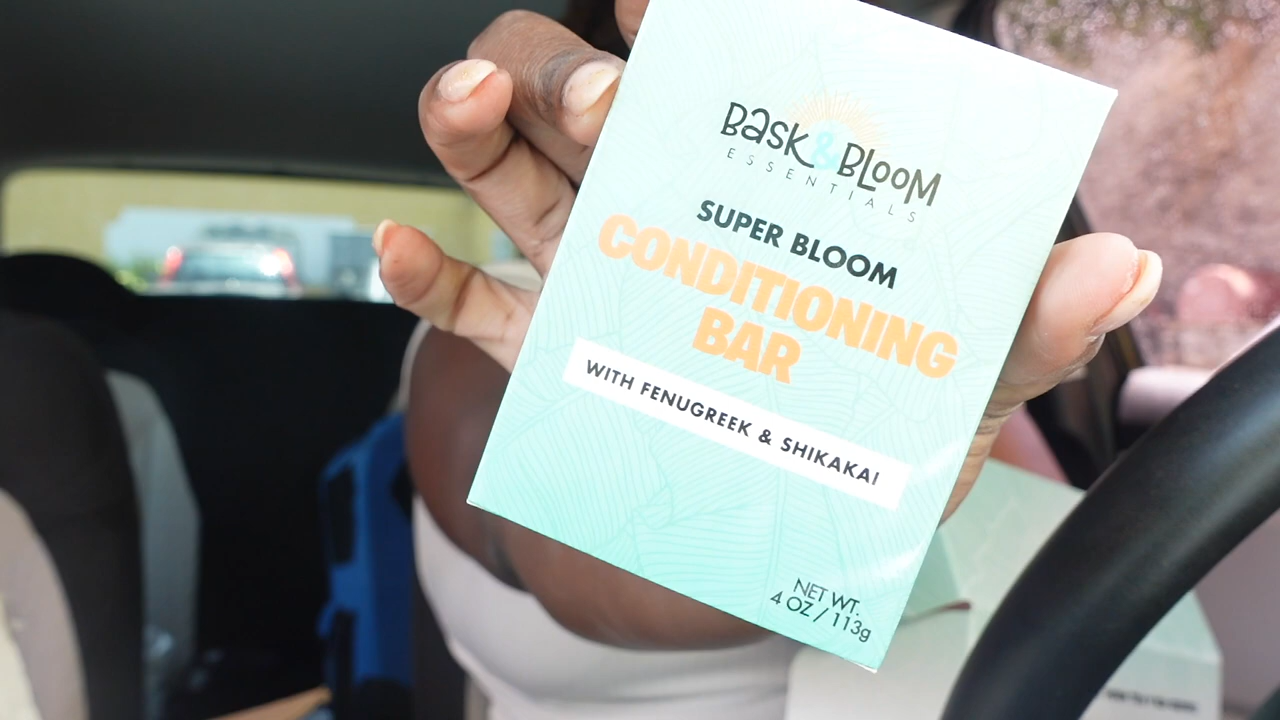 Bask & Bloom
ESSENTIALS
SUPER BLOOM
CONDITIONING
BAR
WITH FENUGREEK & SHIKAKAI
NET WT.
4 OZ / 113g